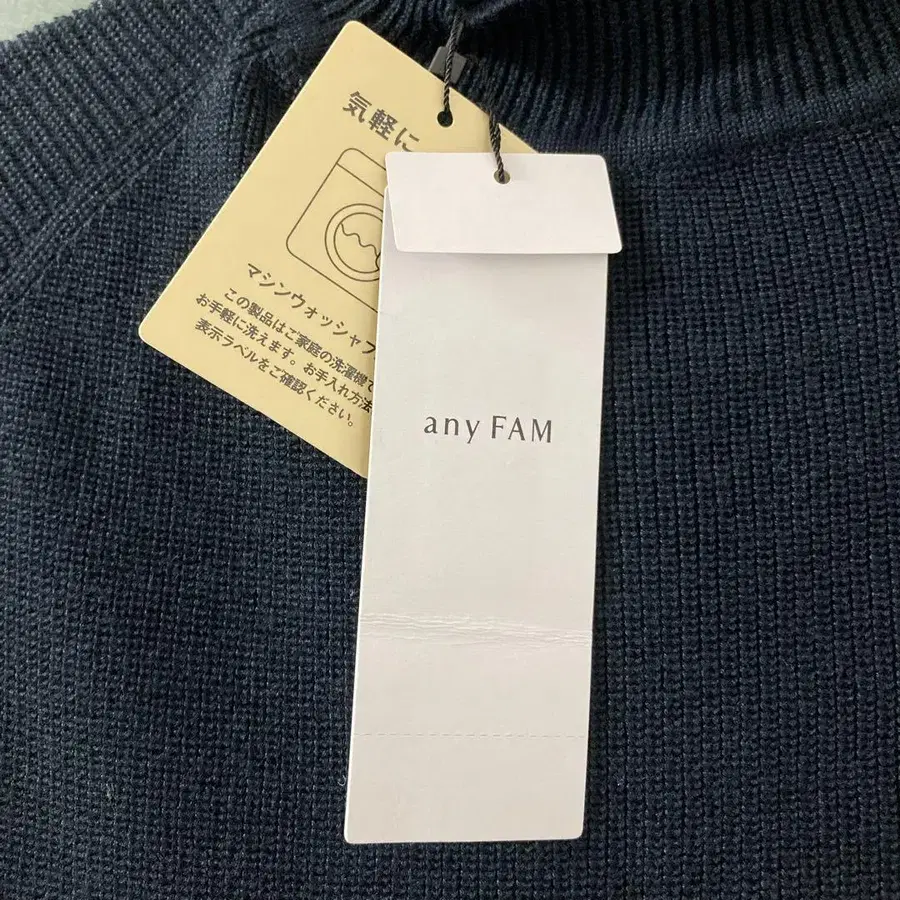 気軽に
マシンウォッシャブ
この製品はご家庭の洗濯機で
お手軽に洗えます。お手入れ方法
表示ラベルをご確認ください。
any FAM